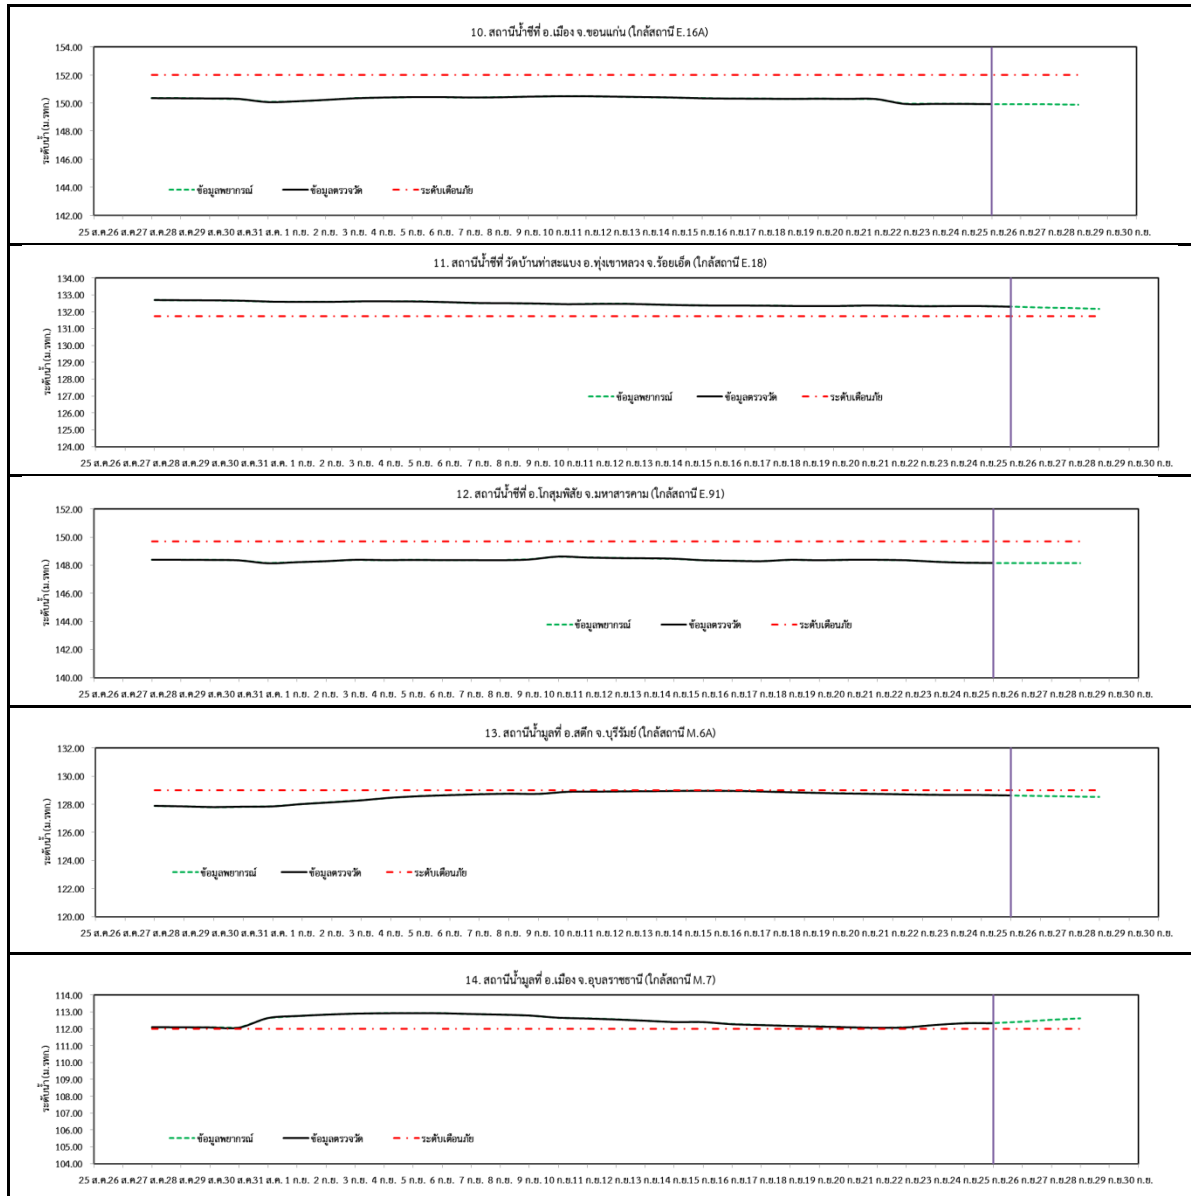 10. สถานีน้ำชีที่ อ.เมือง จ.ขอนแก่น (ใกล้สถานี E.16A)
ระดับน้ำ (ม.รทก.)
154.00
152.00
150.00
148.00
146.00
144.00
142.00
ข้อมูลพยากรณ์ ข้อมูลตรวจวัด ระดับเตือนภัย
25 ส.ค. 26 ส.ค. 27 ส.ค. 28 ส.ค. 29 ส.ค. 30 ส.ค. 31 ส.ค. 1 ก.ย. 2 ก.ย. 3 ก.ย. 4 ก.ย. 5 ก.ย. 6 ก.ย. 7 ก.ย. 8 ก.ย. 9 ก.ย. 10 ก.ย. 11 ก.ย. 12 ก.ย. 13 ก.ย. 14 ก.ย. 15 ก.ย. 16 ก.ย. 17 ก.ย. 18 ก.ย. 19 ก.ย. 20 ก.ย. 21 ก.ย. 22 ก.ย. 23 ก.ย. 24 ก.ย. 25 ก.ย. 26 ก.ย. 27 ก.ย. 28 ก.ย. 29 ก.ย. 30 ก.ย.
11. สถานีน้ำชีที่ วัดบ้านท่าสะแบง อ.ทุ่งเขาหลวง จ.ร้อยเอ็ด (ใกล้สถานี E.18)
ระดับน้ำ (ม.รทก.)
134.00
133.00
132.00
131.00
130.00
129.00
128.00
127.00
126.00
125.00
124.00
ข้อมูลพยากรณ์ ข้อมูลตรวจวัด ระดับเตือนภัย
25 ส.ค. 26 ส.ค. 27 ส.ค. 28 ส.ค. 29 ส.ค. 30 ส.ค. 31 ส.ค. 1 ก.ย. 2 ก.ย. 3 ก.ย. 4 ก.ย. 5 ก.ย. 6 ก.ย. 7 ก.ย. 8 ก.ย. 9 ก.ย. 10 ก.ย. 11 ก.ย. 12 ก.ย. 13 ก.ย. 14 ก.ย. 15 ก.ย. 16 ก.ย. 17 ก.ย. 18 ก.ย. 19 ก.ย. 20 ก.ย. 21 ก.ย. 22 ก.ย. 23 ก.ย. 24 ก.ย. 25 ก.ย. 26 ก.ย. 27 ก.ย. 28 ก.ย. 29 ก.ย. 30 ก.ย.
12. สถานีน้ำชีที่ อ.โกสุมพิสัย จ.มหาสารคาม (ใกล้สถานี E.91)
ระดับน้ำ (ม.รทก.)
152.00
150.00
148.00
146.00
144.00
142.00
140.00
ข้อมูลพยากรณ์ ข้อมูลตรวจวัด ระดับเตือนภัย
25 ส.ค. 26 ส.ค. 27 ส.ค. 28 ส.ค. 29 ส.ค. 30 ส.ค. 31 ส.ค. 1 ก.ย. 2 ก.ย. 3 ก.ย. 4 ก.ย. 5 ก.ย. 6 ก.ย. 7 ก.ย. 8 ก.ย. 9 ก.ย. 10 ก.ย. 11 ก.ย. 12 ก.ย. 13 ก.ย. 14 ก.ย. 15 ก.ย. 16 ก.ย. 17 ก.ย. 18 ก.ย. 19 ก.ย. 20 ก.ย. 21 ก.ย. 22 ก.ย. 23 ก.ย. 24 ก.ย. 25 ก.ย. 26 ก.ย. 27 ก.ย. 28 ก.ย. 29 ก.ย. 30 ก.ย.
13. สถานีน้ำมูลที่ อ.สตึก จ.บุรีรัมย์ (ใกล้สถานี M.6A)
ระดับน้ำ (ม.รทก.)
132.00
130.00
128.00
126.00
124.00
122.00
120.00
ข้อมูลพยากรณ์ ข้อมูลตรวจวัด ระดับเตือนภัย
25 ส.ค. 26 ส.ค. 27 ส.ค. 28 ส.ค. 29 ส.ค. 30 ส.ค. 31 ส.ค. 1 ก.ย. 2 ก.ย. 3 ก.ย. 4 ก.ย. 5 ก.ย. 6 ก.ย. 7 ก.ย. 8 ก.ย. 9 ก.ย. 10 ก.ย. 11 ก.ย. 12 ก.ย. 13 ก.ย. 14 ก.ย. 15 ก.ย. 16 ก.ย. 17 ก.ย. 18 ก.ย. 19 ก.ย. 20 ก.ย. 21 ก.ย. 22 ก.ย. 23 ก.ย. 24 ก.ย. 25 ก.ย. 26 ก.ย. 27 ก.ย. 28 ก.ย. 29 ก.ย. 30 ก.ย.
14. สถานีน้ำมูลที่ อ.เมือง จ.อุบลราชธานี (ใกล้สถานี M.7)
ระดับน้ำ (ม.รทก.)
114.00
113.00
112.00
111.00
110.00
109.00
108.00
107.00
106.00
105.00
104.00
ข้อมูลพยากรณ์ ข้อมูลตรวจวัด ระดับเตือนภัย
25 ส.ค. 26 ส.ค. 27 ส.ค. 28 ส.ค. 29 ส.ค. 30 ส.ค. 31 ส.ค. 1 ก.ย. 2 ก.ย. 3 ก.ย. 4 ก.ย. 5 ก.ย. 6 ก.ย. 7 ก.ย. 8 ก.ย. 9 ก.ย. 10 ก.ย. 11 ก.ย. 12 ก.ย. 13 ก.ย. 14 ก.ย. 15 ก.ย. 16 ก.ย. 17 ก.ย. 18 ก.ย. 19 ก.ย. 20 ก.ย. 21 ก.ย. 22 ก.ย. 23 ก.ย. 24 ก.ย. 25 ก.ย. 26 ก.ย. 27 ก.ย. 28 ก.ย. 29 ก.ย. 30 ก.ย.